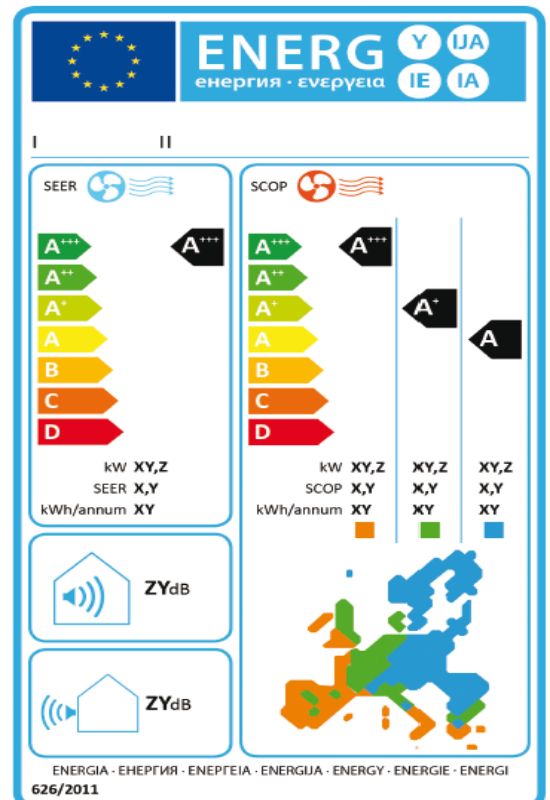 ENERG
енергия · ενεργεια
Y IJA
IE IA
I II
SEER
A+++
A++
A+
A
B
C
D
A+++
kW XY,Z
SEER X,Y
kWh/annum XY
SCOP
A+++
A++
A+
A
B
C
D
A+++
A+
A
kW XY,Z XY,Z XY,Z
SCOP X,Y X,Y X,Y
kWh/annum XY XY XY
ZYdB
ZYdB
ENERGIA · ЕНЕРГИЯ · ΕΝΕΡΓΕΙΑ · ENERGIJA · ENERGY · ENERGIE · ENERGI
626/2011